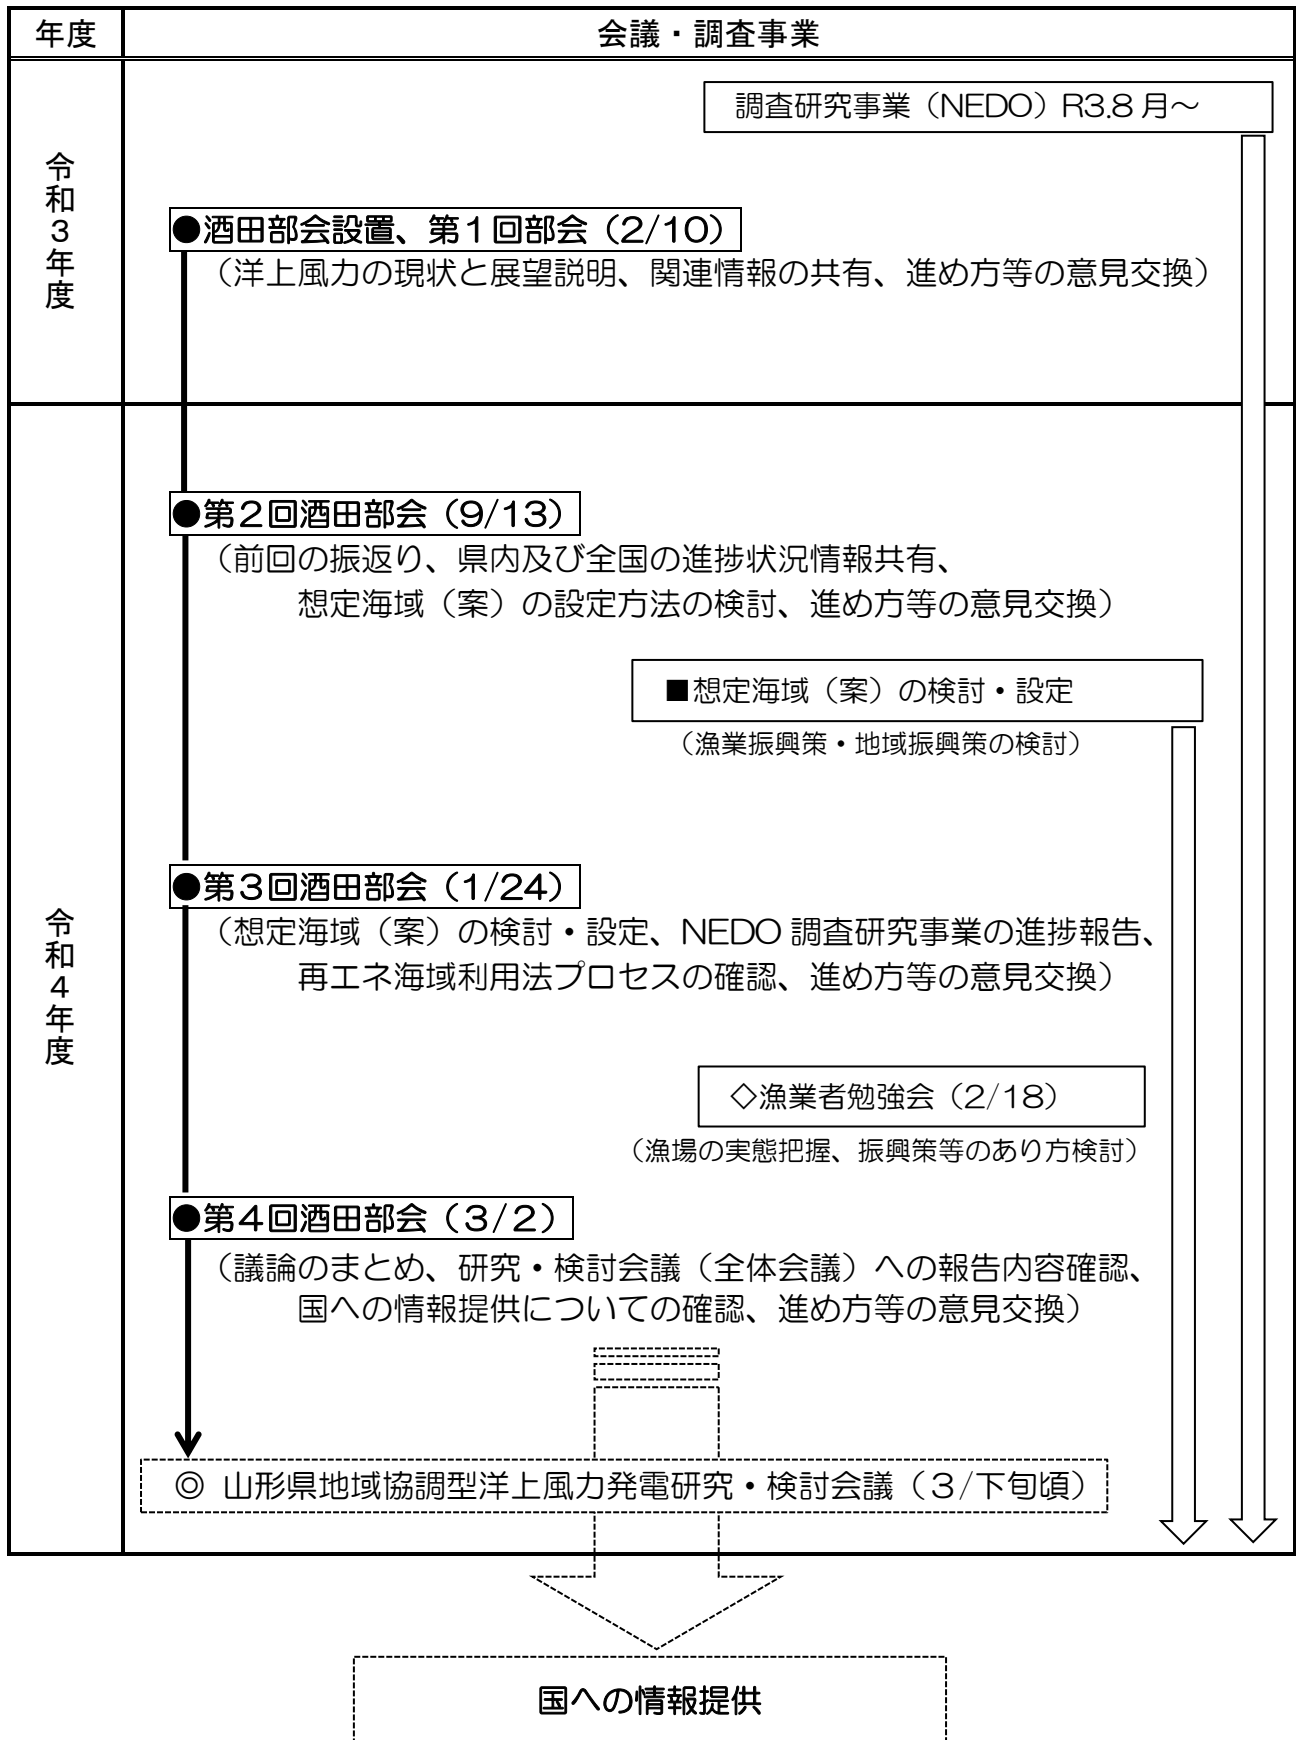 年度
会議・調査事業
令和３年度
調査研究事業（NEDO）R3.8月～
●酒田部会設置、第１回部会（2/10）
（洋上風力の現状と展望説明、関連情報の共有、進め方等の意見交換）
令和４年度
●第２回酒田部会（9/13）
（前回の振返り、県内及び全国の進捗状況情報共有、
想定海域（案）の設定方法の検討、進め方等の意見交換）
■想定海域（案）の検討・設定
（漁業振興策・地域振興策の検討）
●第３回酒田部会（1/24）
（想定海域（案）の検討・設定、NEDO調査研究事業の進捗報告、
再エネ海域利用法プロセスの確認、進め方等の意見交換）
◇漁業者勉強会（2/18）
（漁場の実態把握、振興策等のあり方検討）
●第４回酒田部会（３/２）
（議論のまとめ、研究・検討会議（全体会議）への報告内容確認、
国への情報提供についての確認、進め方等の意見交換）
◎ 山形県地域協調型洋上風力発電研究・検討会議（３/下旬頃）
国への情報提供